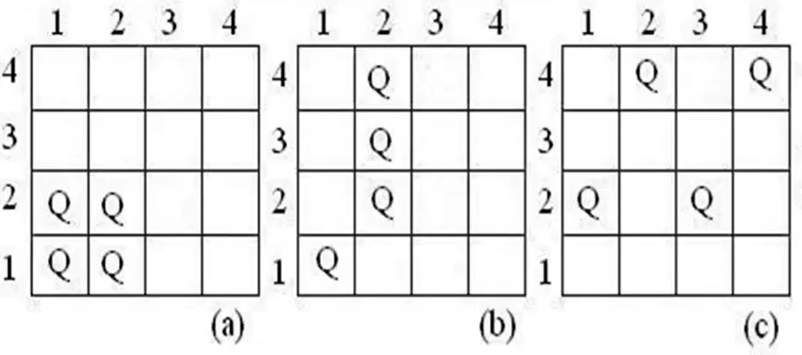 1 2 3 4 1 2 3 4 1 2 3 4
4 4 Q 4 Q Q
3 3 Q 3
2 Q Q 2 Q 2 Q Q
1 Q Q 1 Q 1
(a) (b) (c)